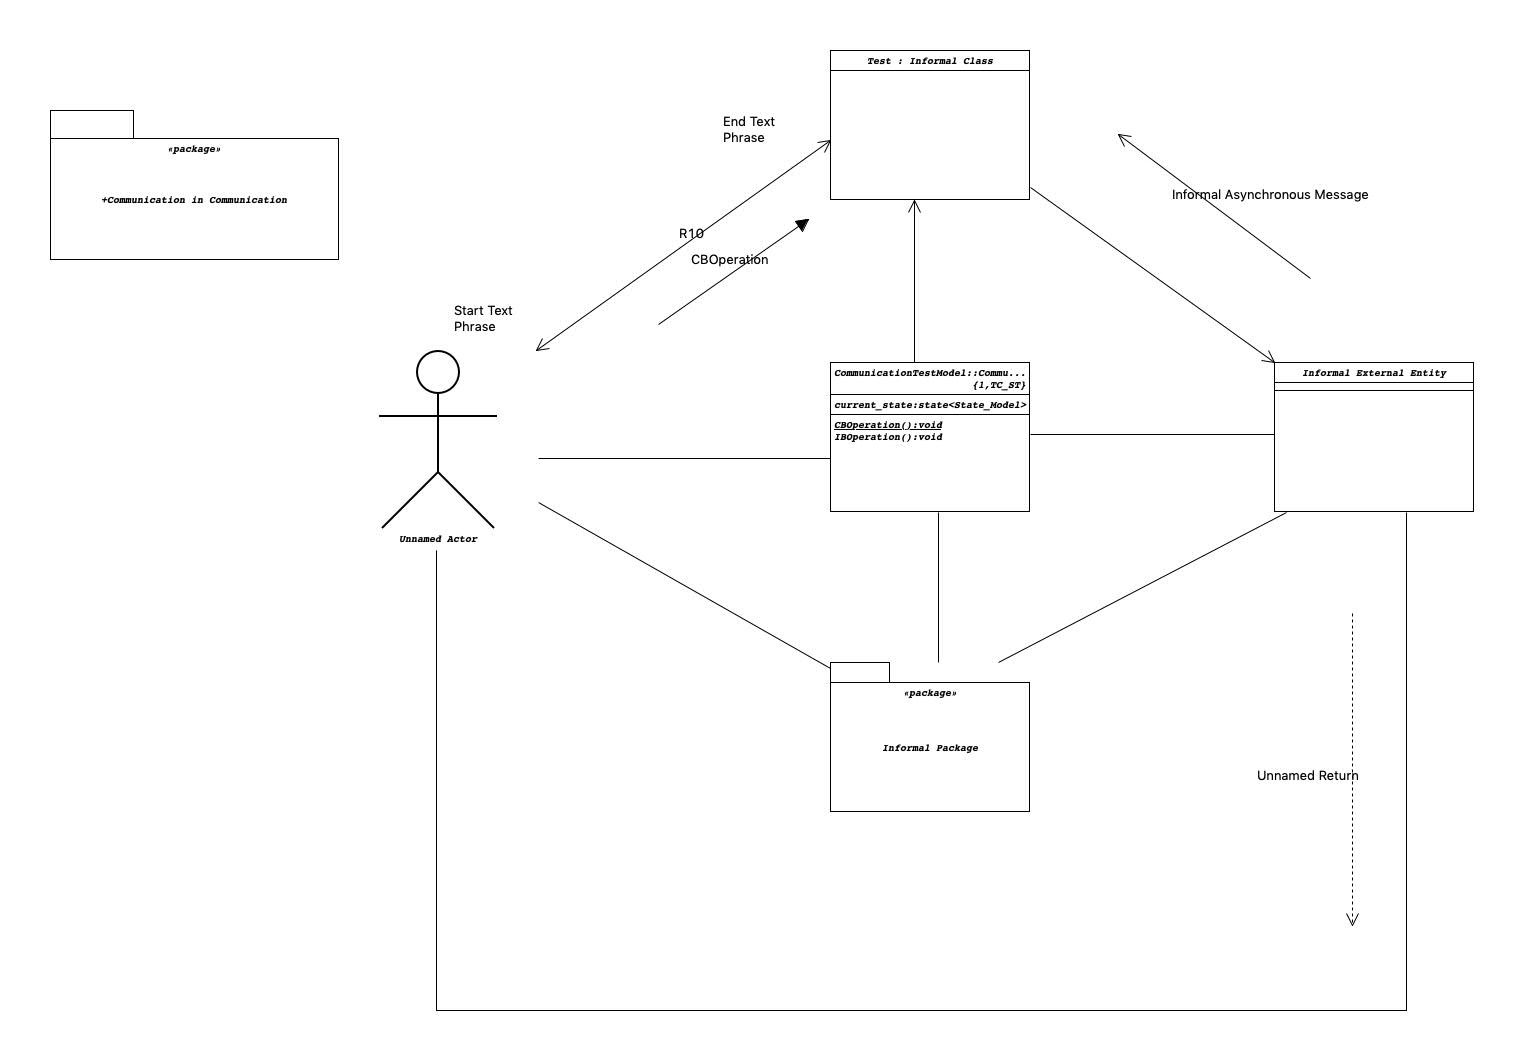 Test : Informal Class
End Text
Phrase
«package»
+Communication in Communication
Informal Asynchronous Message
R10
CBOperation
Start Text
Phrase
CommunicationTestModel::Commu...
{1,TC_ST}
current_state:state<State_Model>
CBOperation():void
IBOperation():void
Informal External Entity
Unnamed Actor
«package»
Informal Package
Unnamed Return